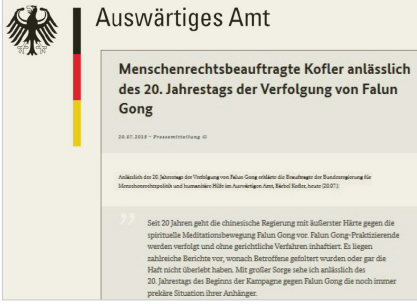 Auswärtiges Amt
Menschenrechtsbeauftragte Kofler anlässlich
des 20. Jahrestags der Verfolgung von Falun
Gong
20.07.2019 - Pressemitteilung
Anlässlich des 20. Jahrestags der Verfolgung von Falun Gong erklärte die Beauftragte der Bundesregierung für
Menschenrechtspolitik und humanitäre Hilfe im Auswärtigen Amt, Bärbel Kofler, heute (20.07.):
Seit 20 Jahren geht die chinesische Regierung mit äußerster Härte gegen die
spirituelle Meditationsbewegung Falun Gong vor. Falun Gong-Praktizierende
werden verfolgt und ohne gerichtliche Verfahren inhaftiert. Es liegen
zahlreiche Berichte vor, wonach Betroffene gefoltert wurden oder gar die
Haft nicht überlebt haben. Mit großer Sorge sehe ich anlässlich des
20. Jahrestags des Beginns der Kampagne gegen Falun Gong die noch immer
prekäre Situation ihrer Anhänger.